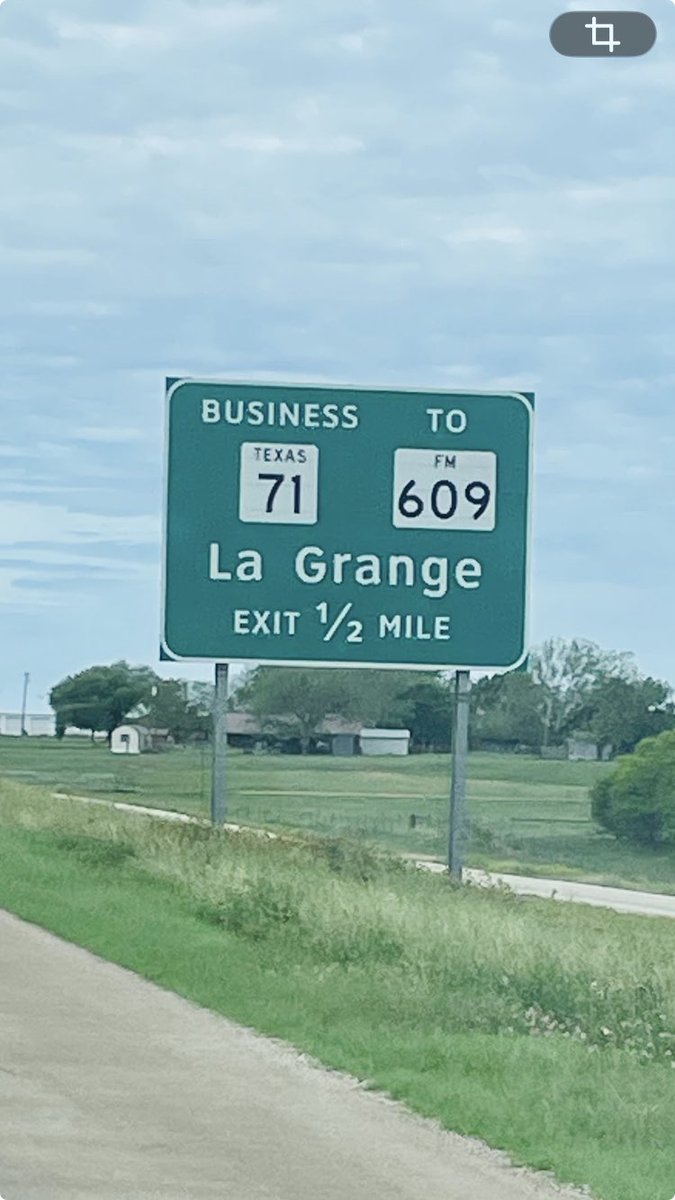 BUSINESS TO
TEXAS FM
71 609
La Grange
EXIT 1/2 MILE